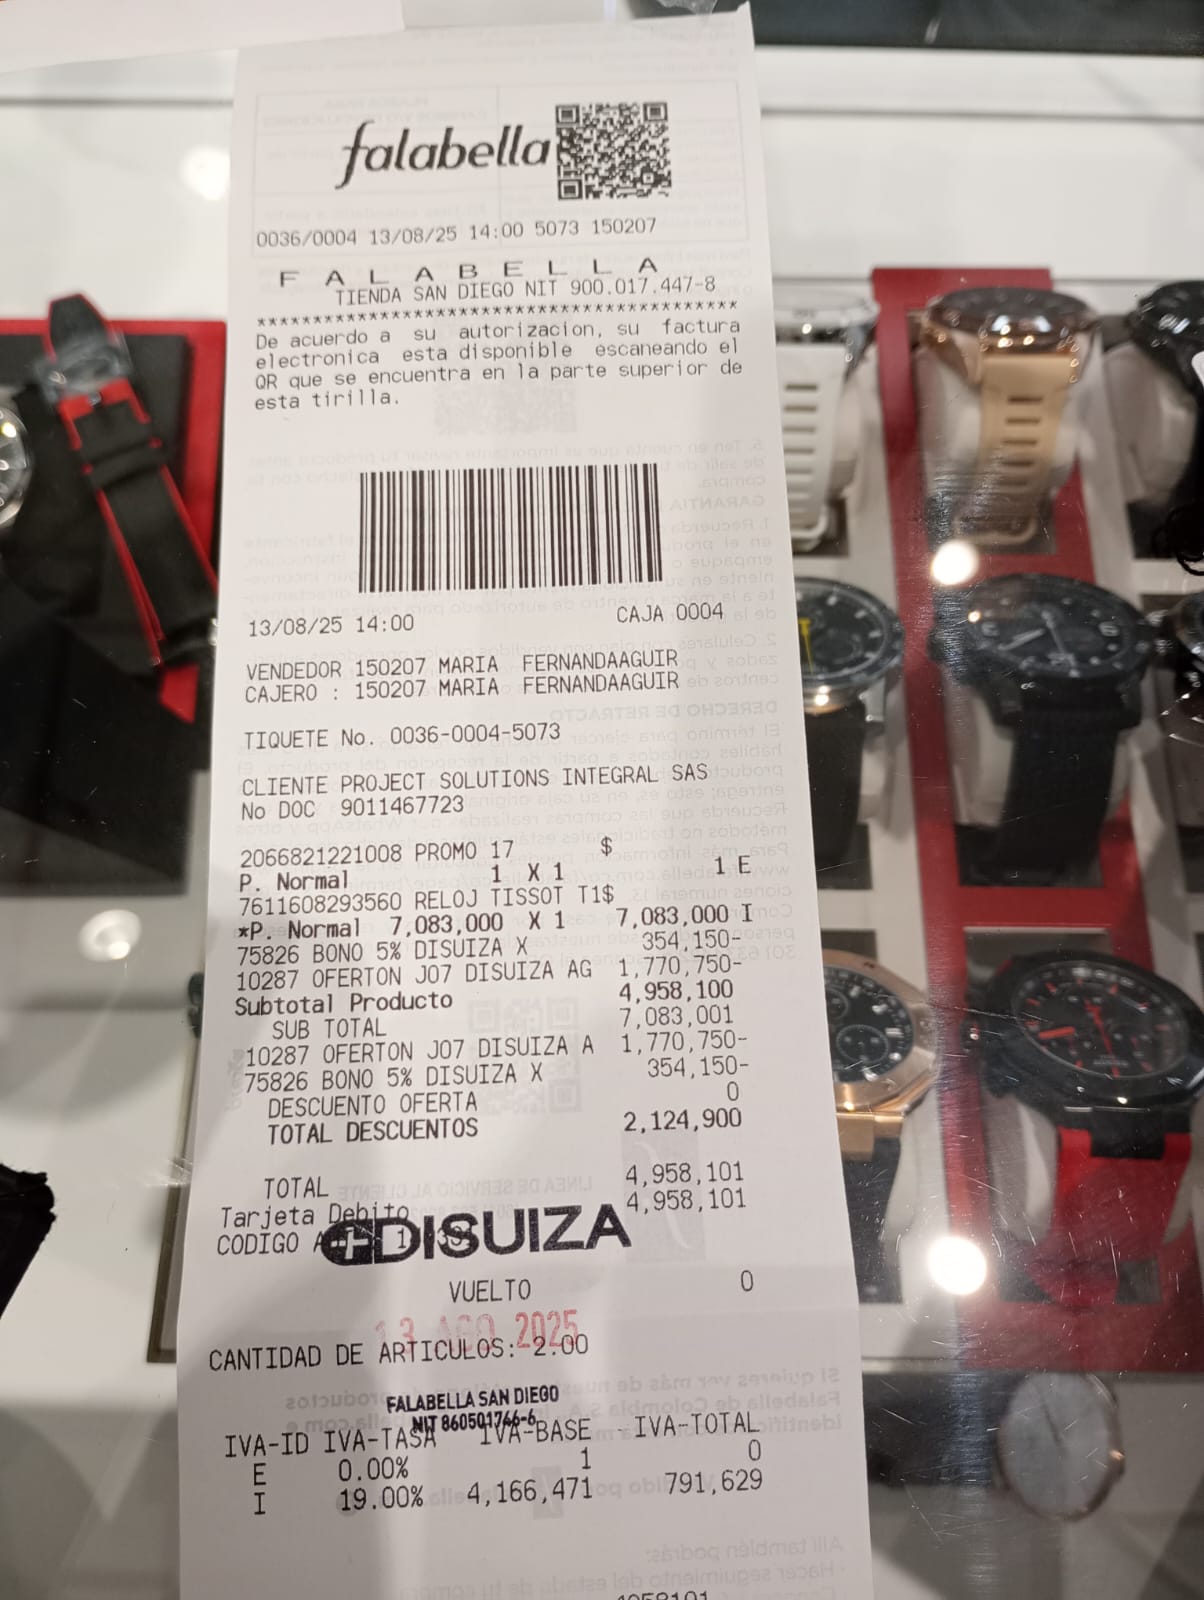 falabella
0036/0004 13/08/25 14:00 5073 150207
F A L A B E L L A
TIENDA SAN DIEGO NIT 900.017.447-8
****************************************
De acuerdo a su autorizacion, su factura
electronica esta disponible escaneando el
QR que se encuentra en la parte superior de
esta tirilla.
13/08/25 14:00 CAJA 0004
VENDEDOR 150207 MARIA FERNANDAAGUIR
CAJERO : 150207 MARIA FERNANDAAGUIR
TIQUETE No. 0036-0004-5073
CLIENTE PROJECT SOLUTIONS INTEGRAL SAS
No DOC 9011467723
2066821221008 PROMO 17 $
P. Normal 1 X 1 1 E
7611608293560 RELOJ TISSOT T1$
*P. Normal 7,083,000 X 1 7,083,000 I
75826 BONO 5% DISUIZA X 354,150-
10287 OFERTON J07 DISUIZA AG 1,770,750-
Subtotal Producto 4,958,100
SUB TOTAL 7,083,001
10287 OFERTON J07 DISUIZA A 1,770,750-
75826 BONO 5% DISUIZA X 354,150-
DESCUENTO OFERTA 0
TOTAL DESCUENTOS 2,124,900
TOTAL 4,958,101
Tarjeta Debito 4,958,101
CODIGO
DISUIZA
VUELTO 0
13 AGO 2025
CANTIDAD DE ARTICULOS: 2.00
FALABELLA SAN DIEGO
NIT 860501766-6
IVA-ID IVA-TASA IVA-BASE IVA-TOTAL
E 0.00% 1 0
I 19.00% 4,166,471 791,629